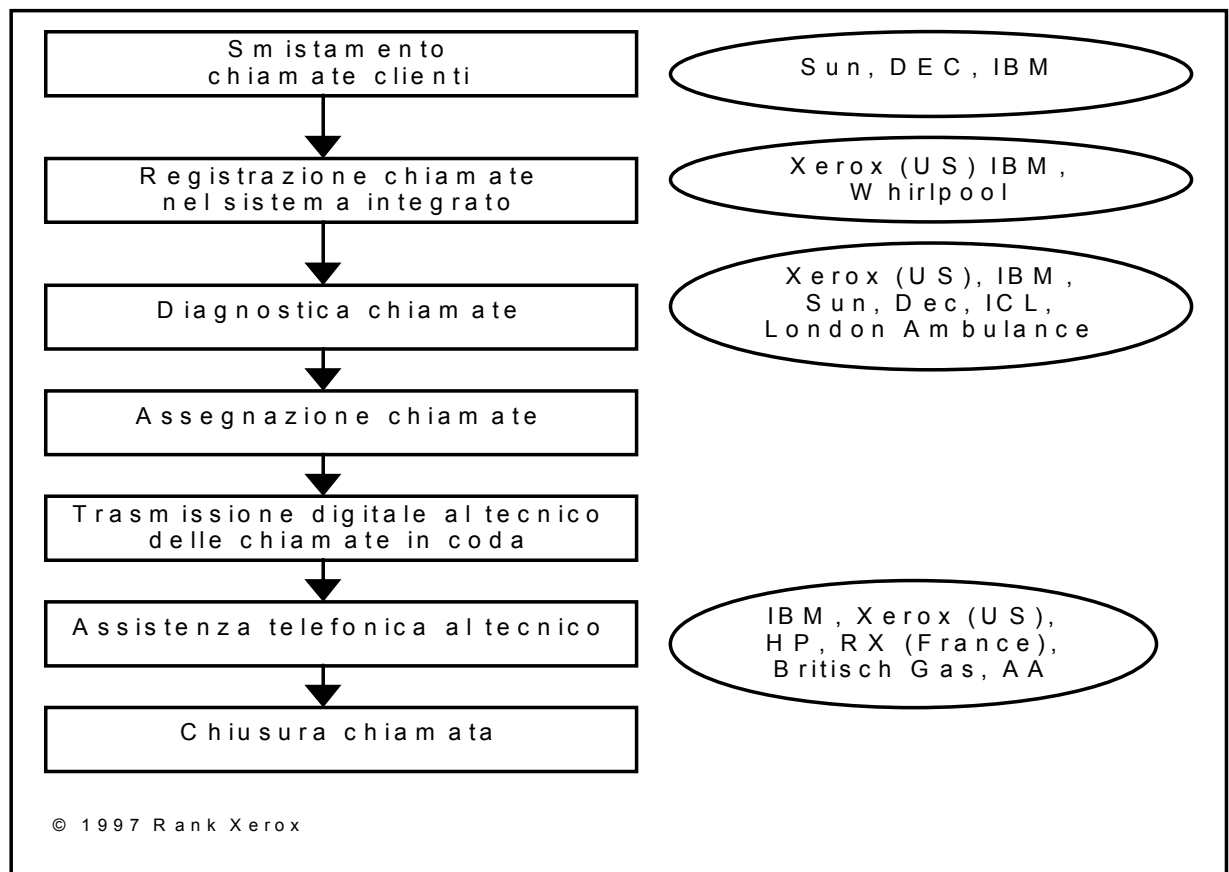 Smistamento
chiamate clienti
Sun, DEC, IBM
Registrazione chiamate
nel sistema integrato
Xerox (US) IBM,
Whirlpool
Diagnostica chiamate
Xerox (US), IBM,
Sun, Dec, ICL,
London Ambulance
Assegnazione chiamate
Trasmissione digitale al tecnico
delle chiamate in coda
Assistenza telefonica al tecnico
IBM, Xerox (US),
HP, RX (France),
Britisch Gas, AA
Chiusura chiamata
© 1997 Rank Xerox